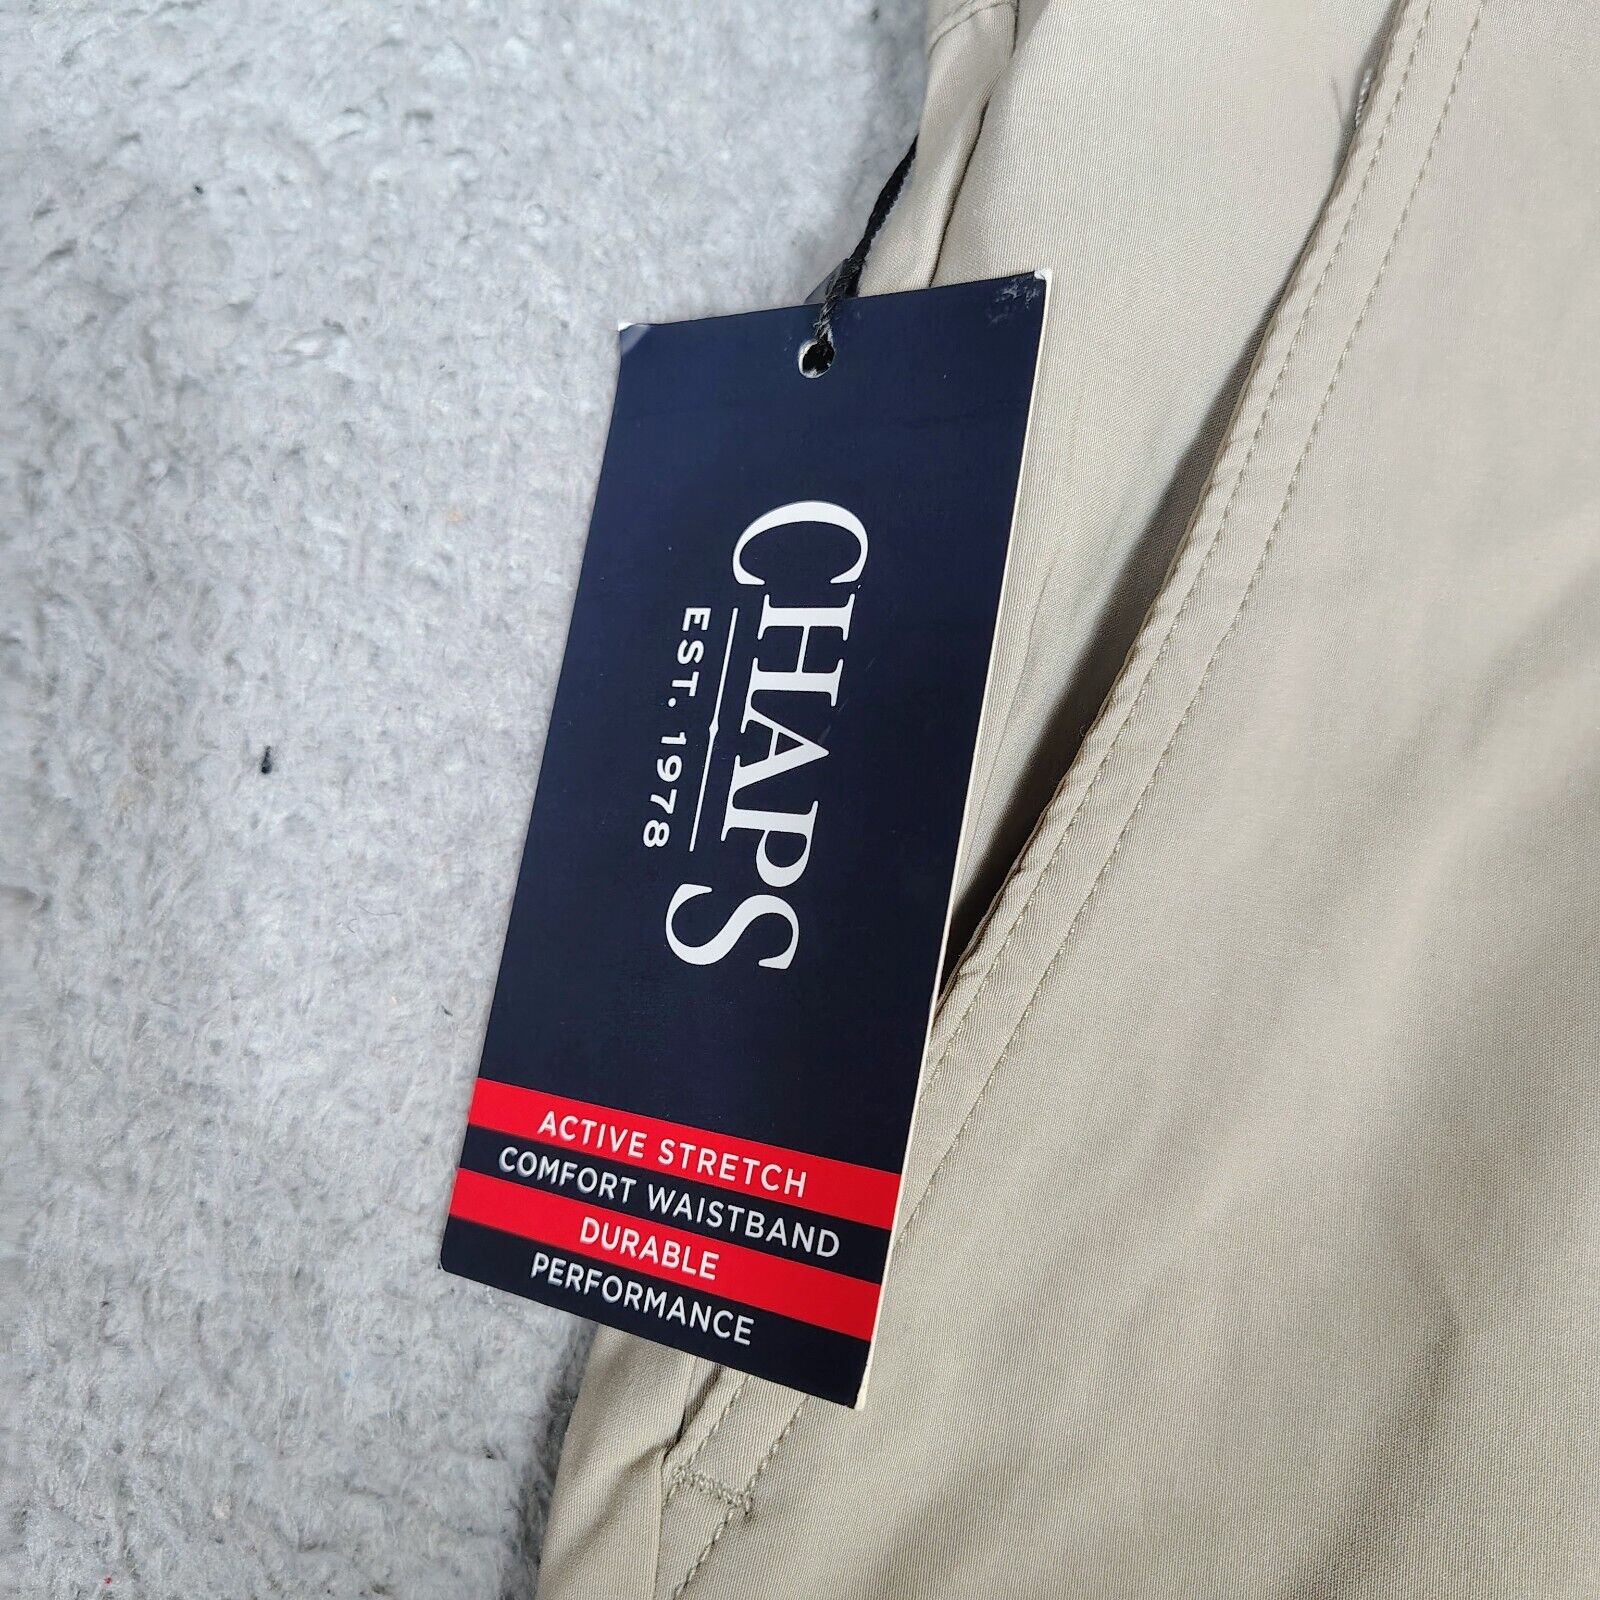 CHAPS
EST. 1978
ACTIVE STRETCH
COMFORT WAISTBAND
DURABLE
PERFORMANCE